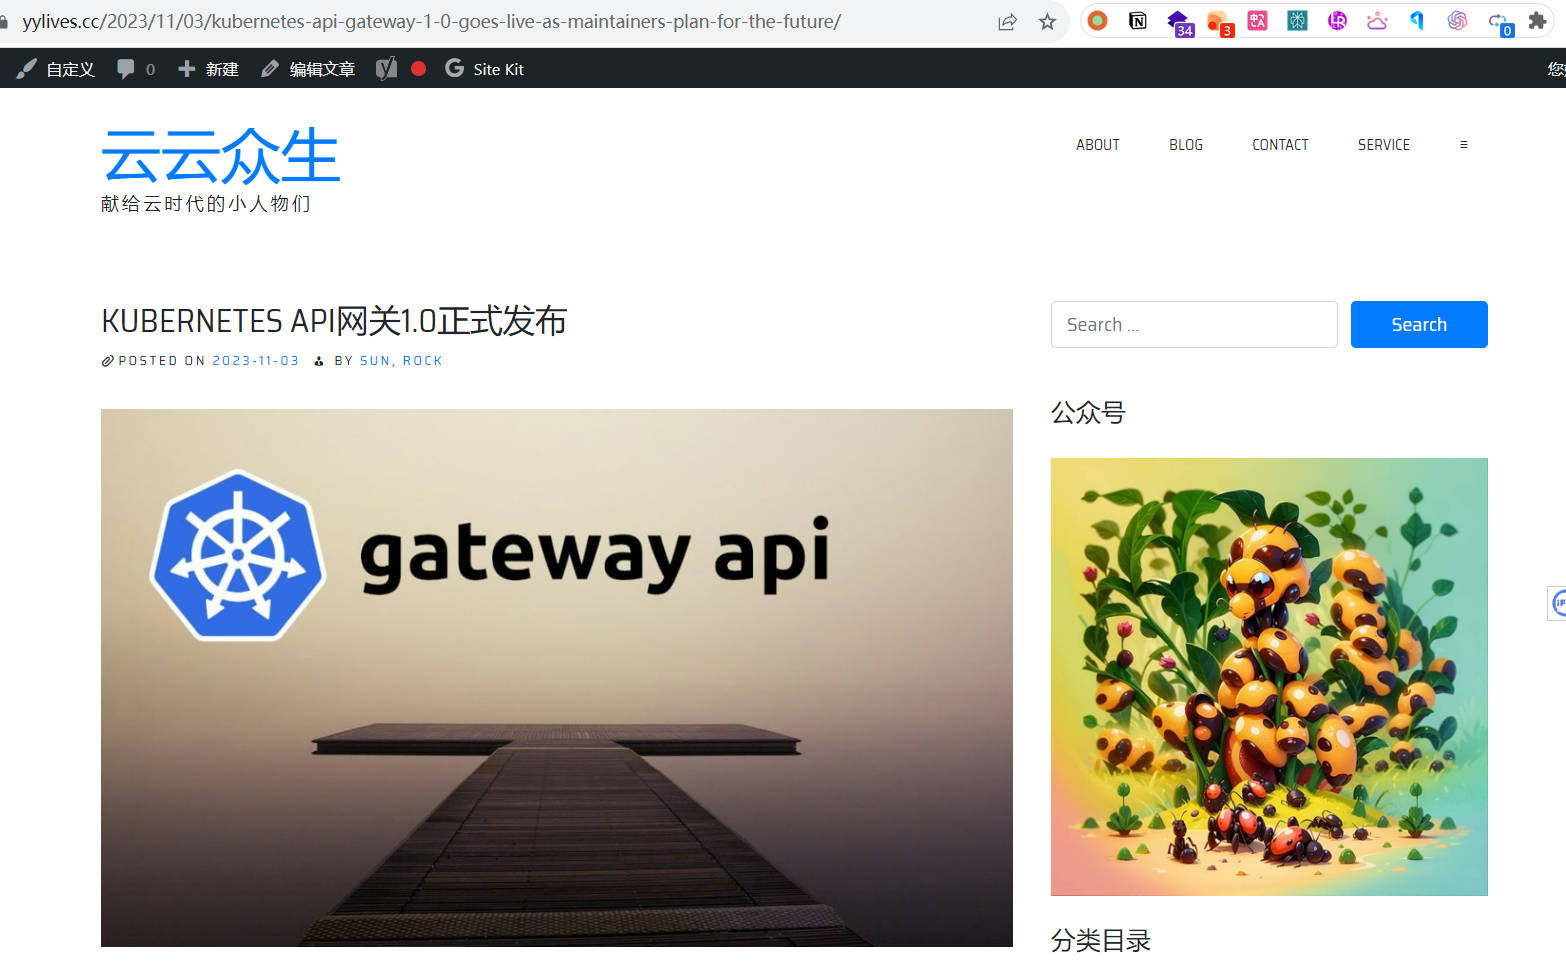 yylives.cc/2023/11/03/kubernetes-api-gateway-1-0-goes-live-as-maintainers-plan-for-the-future/
34
3
0
自定义 0 新建 编辑文章 Site Kit 您
云云众生
献给云时代的小人物们
ABOUT BLOG CONTACT SERVICE
KUBERNETES API网关1.0正式发布
POSTED ON 2023-11-03 BY SUN, ROCK
gateway api
Search ...
Search
公众号
分类目录